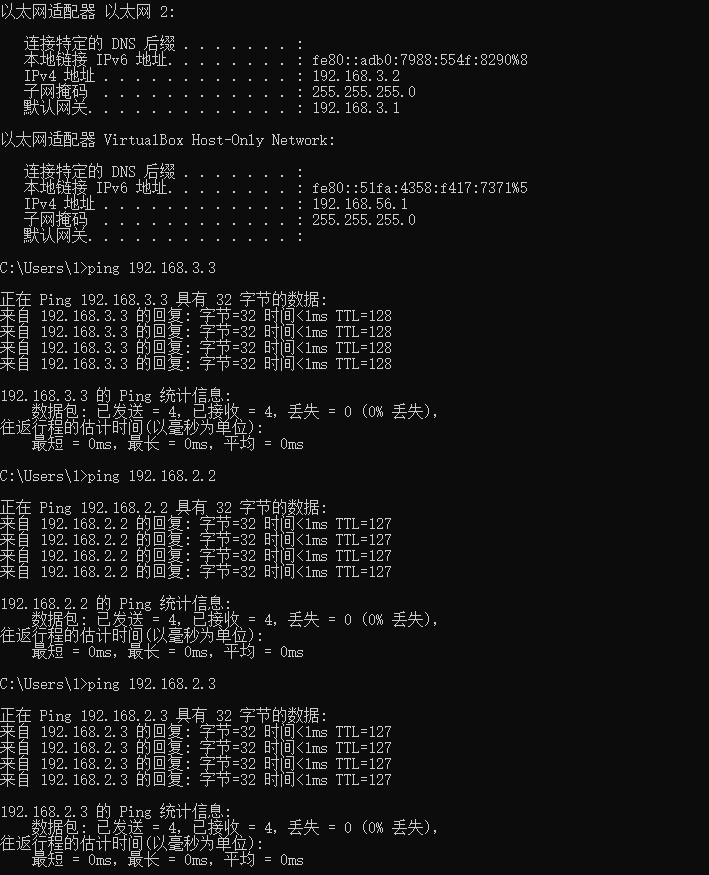 以太网适配器 以太网 2:
连接特定的 DNS 后缀 . . . . . . . :
本地链接 IPv6 地址. . . . . . . . : fe80::adb0:7988:554f:8290%8
IPv4 地址 . . . . . . . . . . . . : 192.168.3.2
子网掩码 . . . . . . . . . . . . : 255.255.255.0
默认网关. . . . . . . . . . . . . : 192.168.3.1
以太网适配器 VirtualBox Host-Only Network:
连接特定的 DNS 后缀 . . . . . . . :
本地链接 IPv6 地址. . . . . . . . : fe80::51fa:4358:f417:7371%5
IPv4 地址 . . . . . . . . . . . . : 192.168.56.1
子网掩码 . . . . . . . . . . . . : 255.255.255.0
默认网关. . . . . . . . . . . . . :
C:\Users\1>ping 192.168.3.3
正在 Ping 192.168.3.3 具有 32 字节的数据:
来自 192.168.3.3 的回复: 字节=32 时间<1ms TTL=128
来自 192.168.3.3 的回复: 字节=32 时间<1ms TTL=128
来自 192.168.3.3 的回复: 字节=32 时间<1ms TTL=128
来自 192.168.3.3 的回复: 字节=32 时间<1ms TTL=128
192.168.3.3 的 Ping 统计信息:
数据包: 已发送 = 4，已接收 = 4，丢失 = 0 (0% 丢失)，
往返行程的估计时间(以毫秒为单位):
最短 = 0ms，最长 = 0ms，平均 = 0ms
C:\Users\1>ping 192.168.2.2
正在 Ping 192.168.2.2 具有 32 字节的数据:
来自 192.168.2.2 的回复: 字节=32 时间<1ms TTL=127
来自 192.168.2.2 的回复: 字节=32 时间<1ms TTL=127
来自 192.168.2.2 的回复: 字节=32 时间<1ms TTL=127
来自 192.168.2.2 的回复: 字节=32 时间<1ms TTL=127
192.168.2.2 的 Ping 统计信息:
数据包: 已发送 = 4，已接收 = 4，丢失 = 0 (0% 丢失)，
往返行程的估计时间(以毫秒为单位):
最短 = 0ms，最长 = 0ms，平均 = 0ms
C:\Users\1>ping 192.168.2.3
正在 Ping 192.168.2.3 具有 32 字节的数据:
来自 192.168.2.3 的回复: 字节=32 时间<1ms TTL=127
来自 192.168.2.3 的回复: 字节=32 时间<1ms TTL=127
来自 192.168.2.3 的回复: 字节=32 时间<1ms TTL=127
来自 192.168.2.3 的回复: 字节=32 时间<1ms TTL=127
192.168.2.3 的 Ping 统计信息:
数据包: 已发送 = 4，已接收 = 4，丢失 = 0 (0% 丢失)，
往返行程的估计时间(以毫秒为单位):
最短 = 0ms，最长 = 0ms，平均 = 0ms